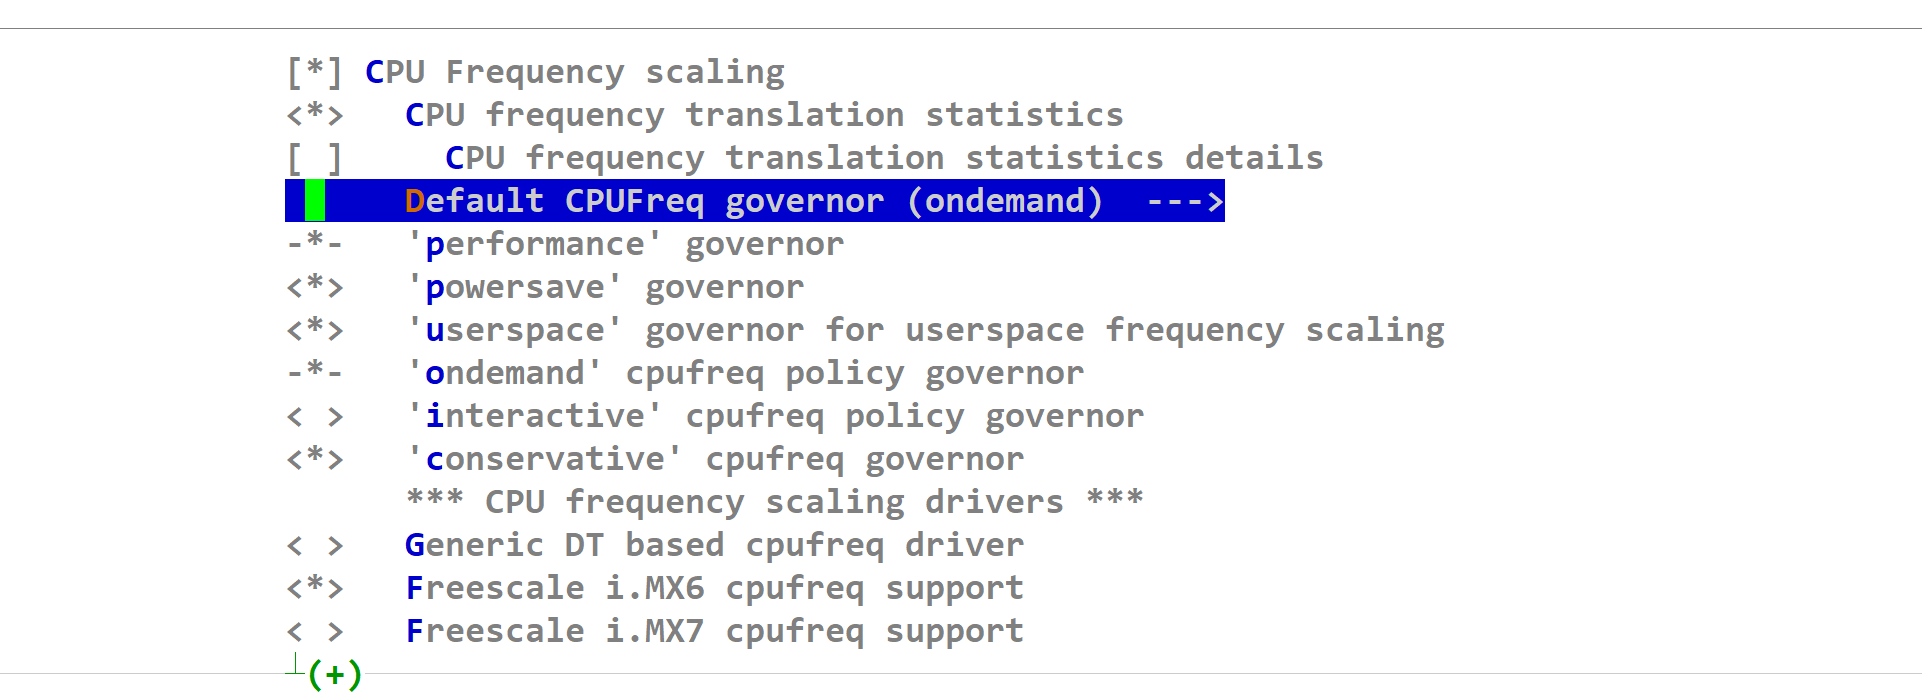 [*] CPU Frequency scaling
<*>   CPU frequency translation statistics
[ ]     CPU frequency translation statistics details
      Default CPUFreq governor (ondemand)  --->
-*-   'performance' governor
<*>   'powersave' governor
<*>   'userspace' governor for userspace frequency scaling
-*-   'ondemand' cpufreq policy governor
< >   'interactive' cpufreq policy governor
<*>   'conservative' cpufreq governor
      *** CPU frequency scaling drivers ***
< >   Generic DT based cpufreq driver
<*>   Freescale i.MX6 cpufreq support
< >   Freescale i.MX7 cpufreq support
(+)